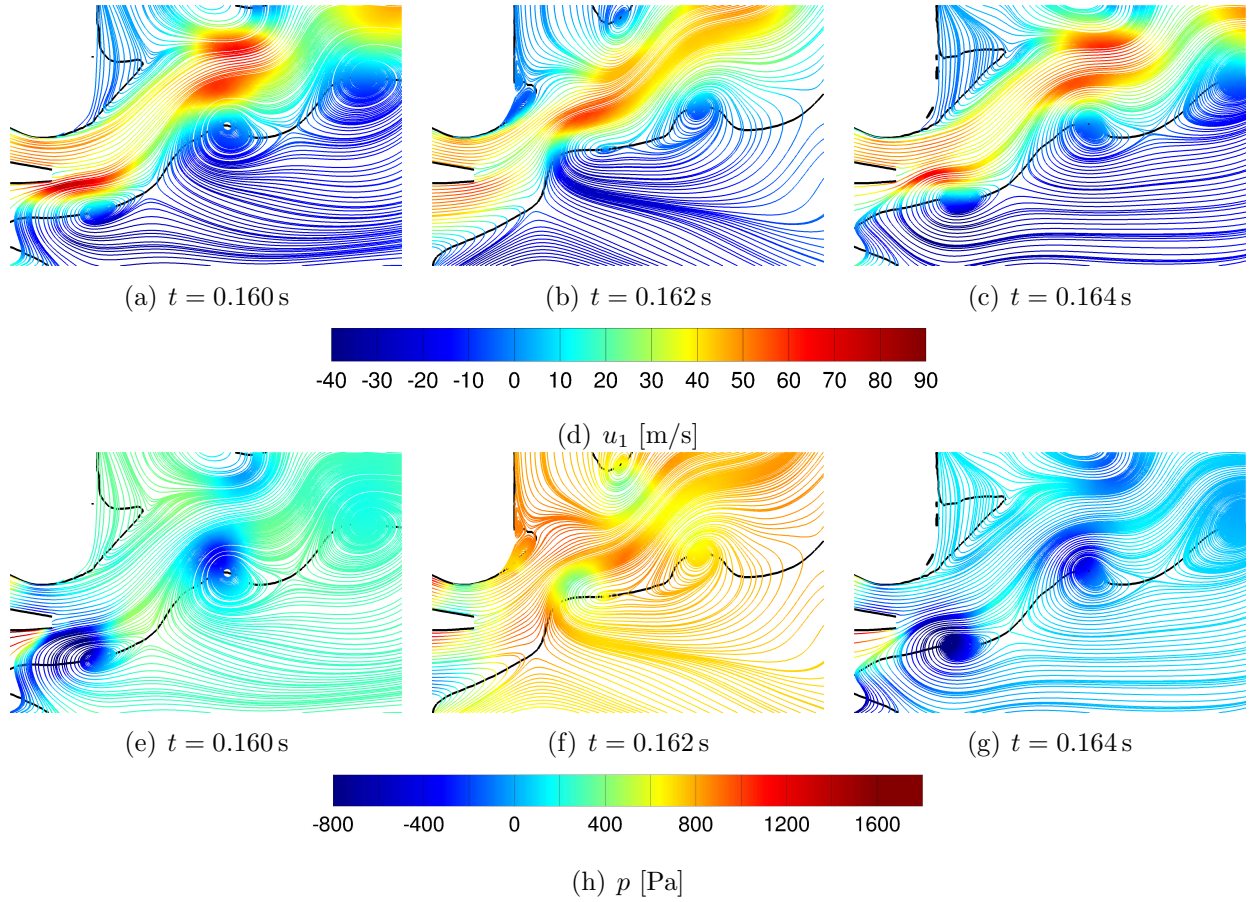 (a) t = 0.160 s
(b) t = 0.162 s
(c) t = 0.164 s
-40 -30 -20 -10 0 10 20 30 40 50 60 70 80 90
(d) u₁ [m/s]
(e) t = 0.160 s
(f) t = 0.162 s
(g) t = 0.164 s
-800 -400 0 400 800 1200 1600
(h) p [Pa]